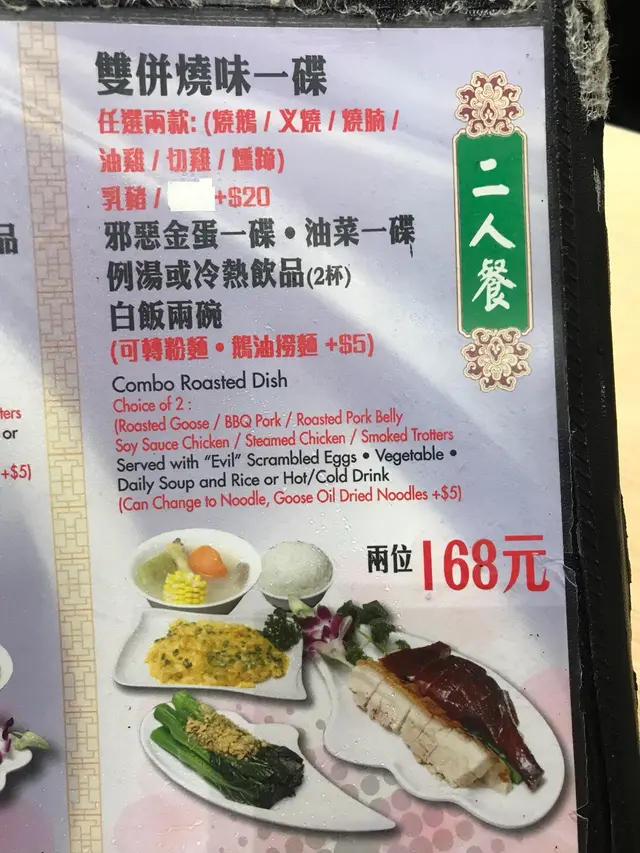 雙併燒味一碟
任選兩款: (燒鵝 / 叉燒 / 燒腩 /
油雞 / 切雞 / 燻蹄)
乳豬 / +$20
邪惡金蛋一碟 • 油菜一碟
例湯或冷熱飲品(2杯)
白飯兩碗
(可轉粉麵 • 鵝油撈麵 +$5)
二人餐
Combo Roasted Dish
Choice of 2 :
(Roasted Goose / BBQ Pork / Roasted Pork Belly
Soy Sauce Chicken / Steamed Chicken / Smoked Trotters
Served with “Evil” Scrambled Eggs • Vegetable •
Daily Soup and Rice or Hot/Cold Drink
(Can Change to Noodle, Goose Oil Dried Noodles +$5)
兩位168元
品
ters
or
+$5)